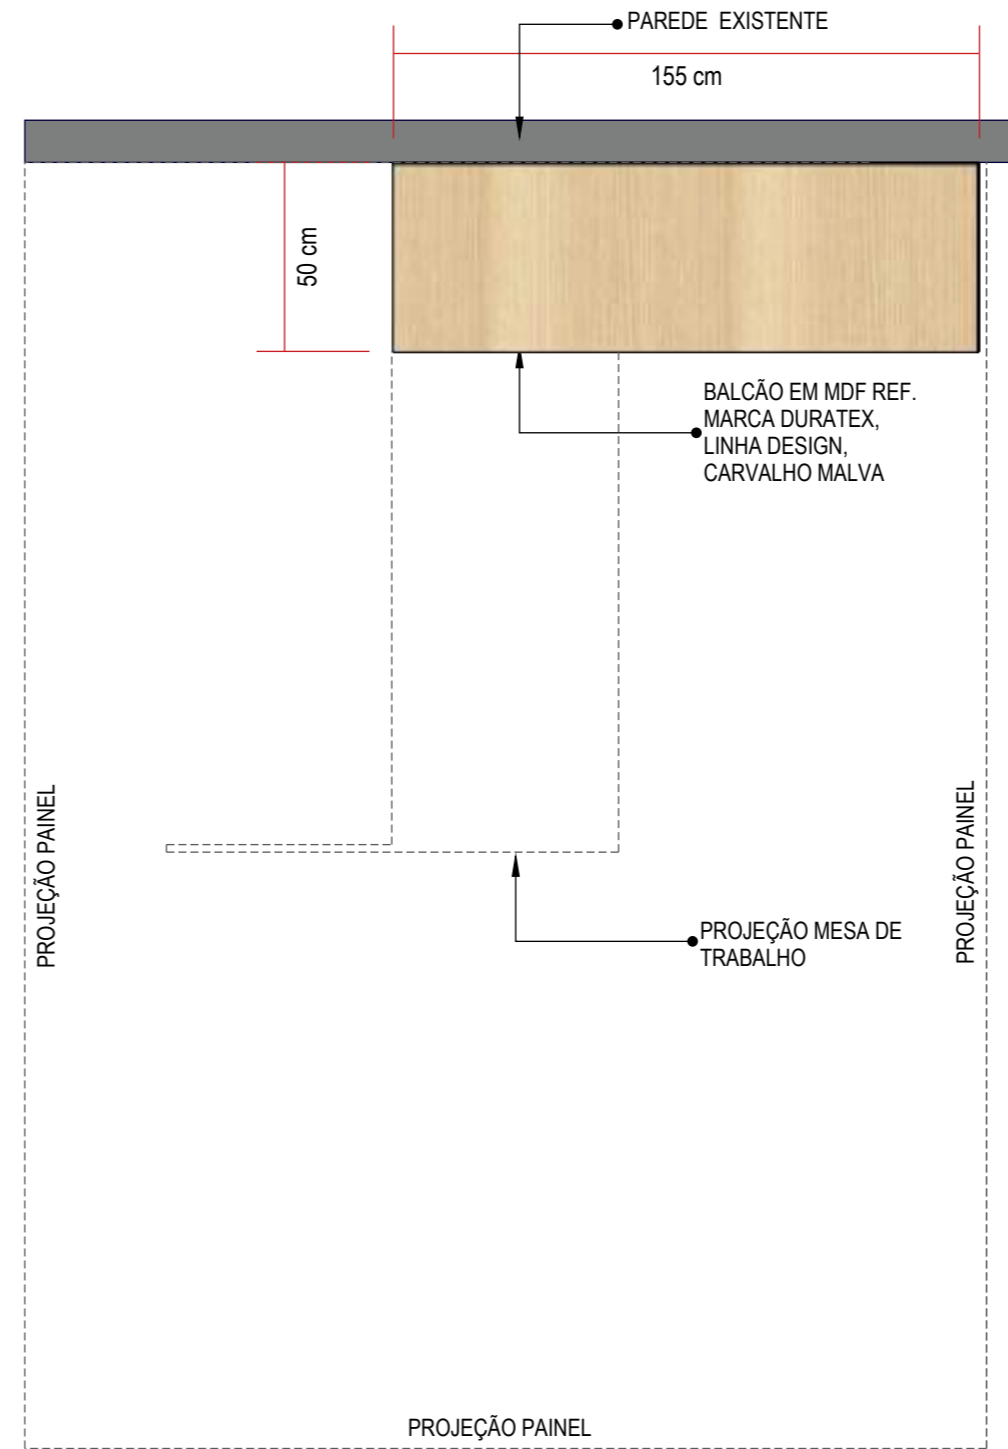 PAREDE EXISTENTE
155 cm
50 cm
BALCÃO EM MDF REF.
MARCA DURATEX,
LINHA DESIGN,
CARVALHO MALVA
PROJEÇÃO PAINEL
PROJEÇÃO PAINEL
PROJEÇÃO MESA DE
TRABALHO
PROJEÇÃO PAINEL